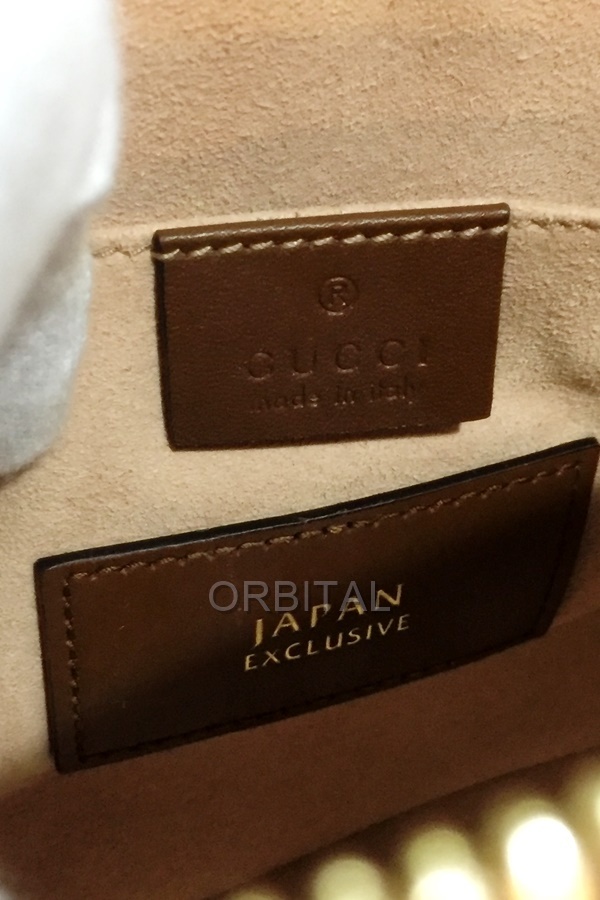 ®
GUCCI
made in italy
ORBITAL
JAPAN
EXCLUSIVE